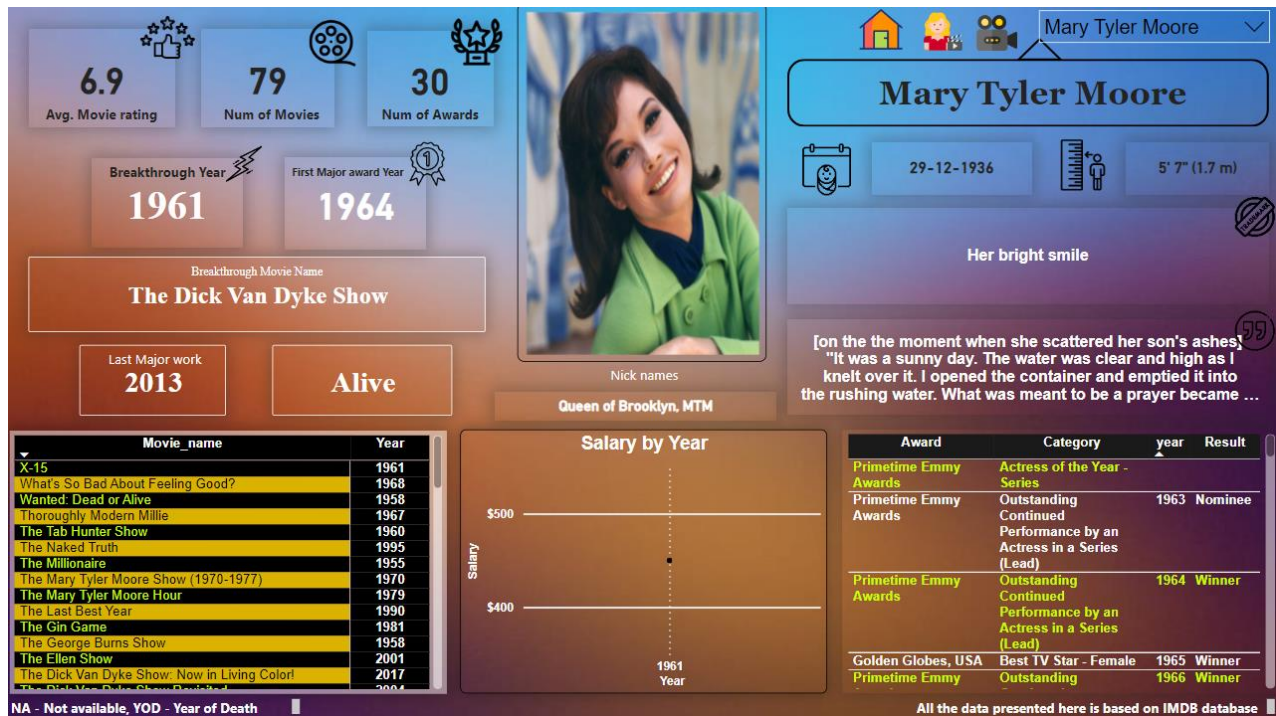 6.9
Avg. Movie rating
79
Num of Movies
30
Num of Awards
Breakthrough Year
1961
First Major award Year
1
1964
Breakthrough Movie Name
The Dick Van Dyke Show
Last Major work
2013
Alive
Nick names
Queen of Brooklyn, MTM
Mary Tyler Moore
Mary Tyler Moore
29-12-1936
5' 7" (1.7 m)
TRADEMARK
Her bright smile
[on the the moment when she scattered her son's ashes]
"It was a sunny day. The water was clear and high as I
knelt over it. I opened the container and emptied it into
the rushing water. What was meant to be a prayer became …
Movie_name Year
X-15 1961
What's So Bad About Feeling Good? 1968
Wanted: Dead or Alive 1958
Thoroughly Modern Millie 1967
The Tab Hunter Show 1960
The Naked Truth 1995
The Millionaire 1955
The Mary Tyler Moore Show (1970-1977) 1970
The Mary Tyler Moore Hour 1979
The Last Best Year 1990
The Gin Game 1981
The George Burns Show 1958
The Ellen Show 2001
The Dick Van Dyke Show: Now in Living Color! 2017
The Dick Van Dyke Show Revisited 2004
Salary by Year
$500
Salary
$400
1961
Year
Award Category year Result
Primetime Emmy Actress of the Year -
Awards Series
Primetime Emmy Outstanding 1963 Nominee
Awards Continued
Performance by an
Actress in a Series
(Lead)
Primetime Emmy Outstanding 1964 Winner
Awards Continued
Performance by an
Actress in a Series
(Lead)
Golden Globes, USA Best TV Star - Female 1965 Winner
Primetime Emmy Outstanding 1966 Winner
NA - Not available, YOD - Year of Death
All the data presented here is based on IMDB database